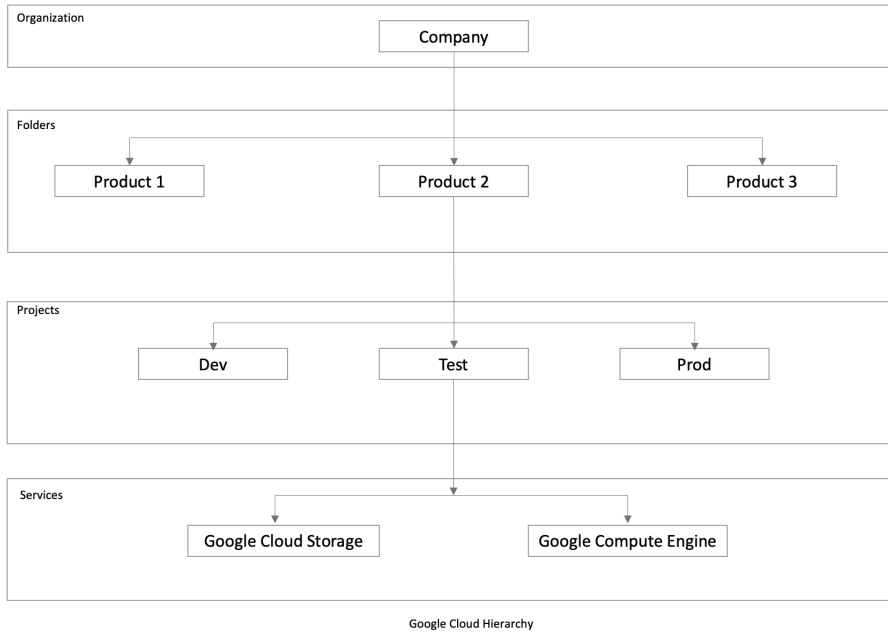 Organization
Company
Folders
Product 1
Product 2
Product 3
Projects
Dev
Test
Prod
Services
Google Cloud Storage
Google Compute Engine
Google Cloud Hierarchy